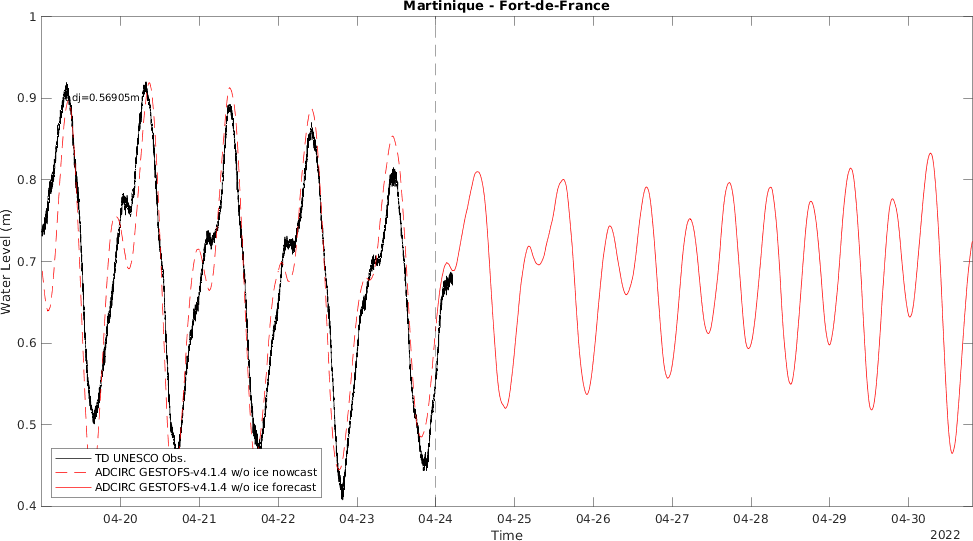 Martinique - Fort-de-France
1
0.9
0.8
0.7
0.6
0.5
0.4
Water Level (m)
dj=0.56905m
TD UNESCO Obs.
ADCIRC GESTOFS-v4.1.4 w/o ice nowcast
ADCIRC GESTOFS-v4.1.4 w/o ice forecast
04-20 04-21 04-22 04-23 04-24 04-25 04-26 04-27 04-28 04-29 04-30
Time
2022